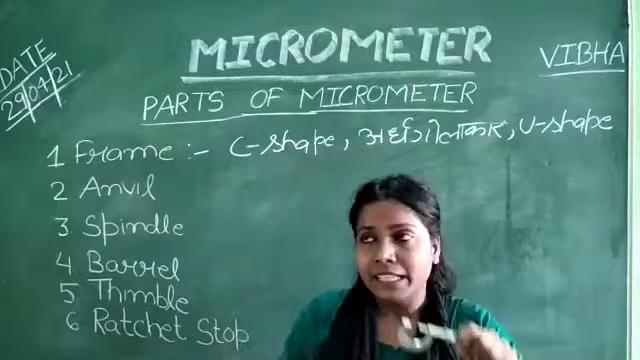 DATE
29/04/21
MICROMETER
VIBHA
PARTS OF MICROMETER
1 Frame :- C-shape, अर्धगोलाकार, U-shape
2 Anvil
3 Spindle
4 Barrel
5 Thimble
6 Ratchet Stop